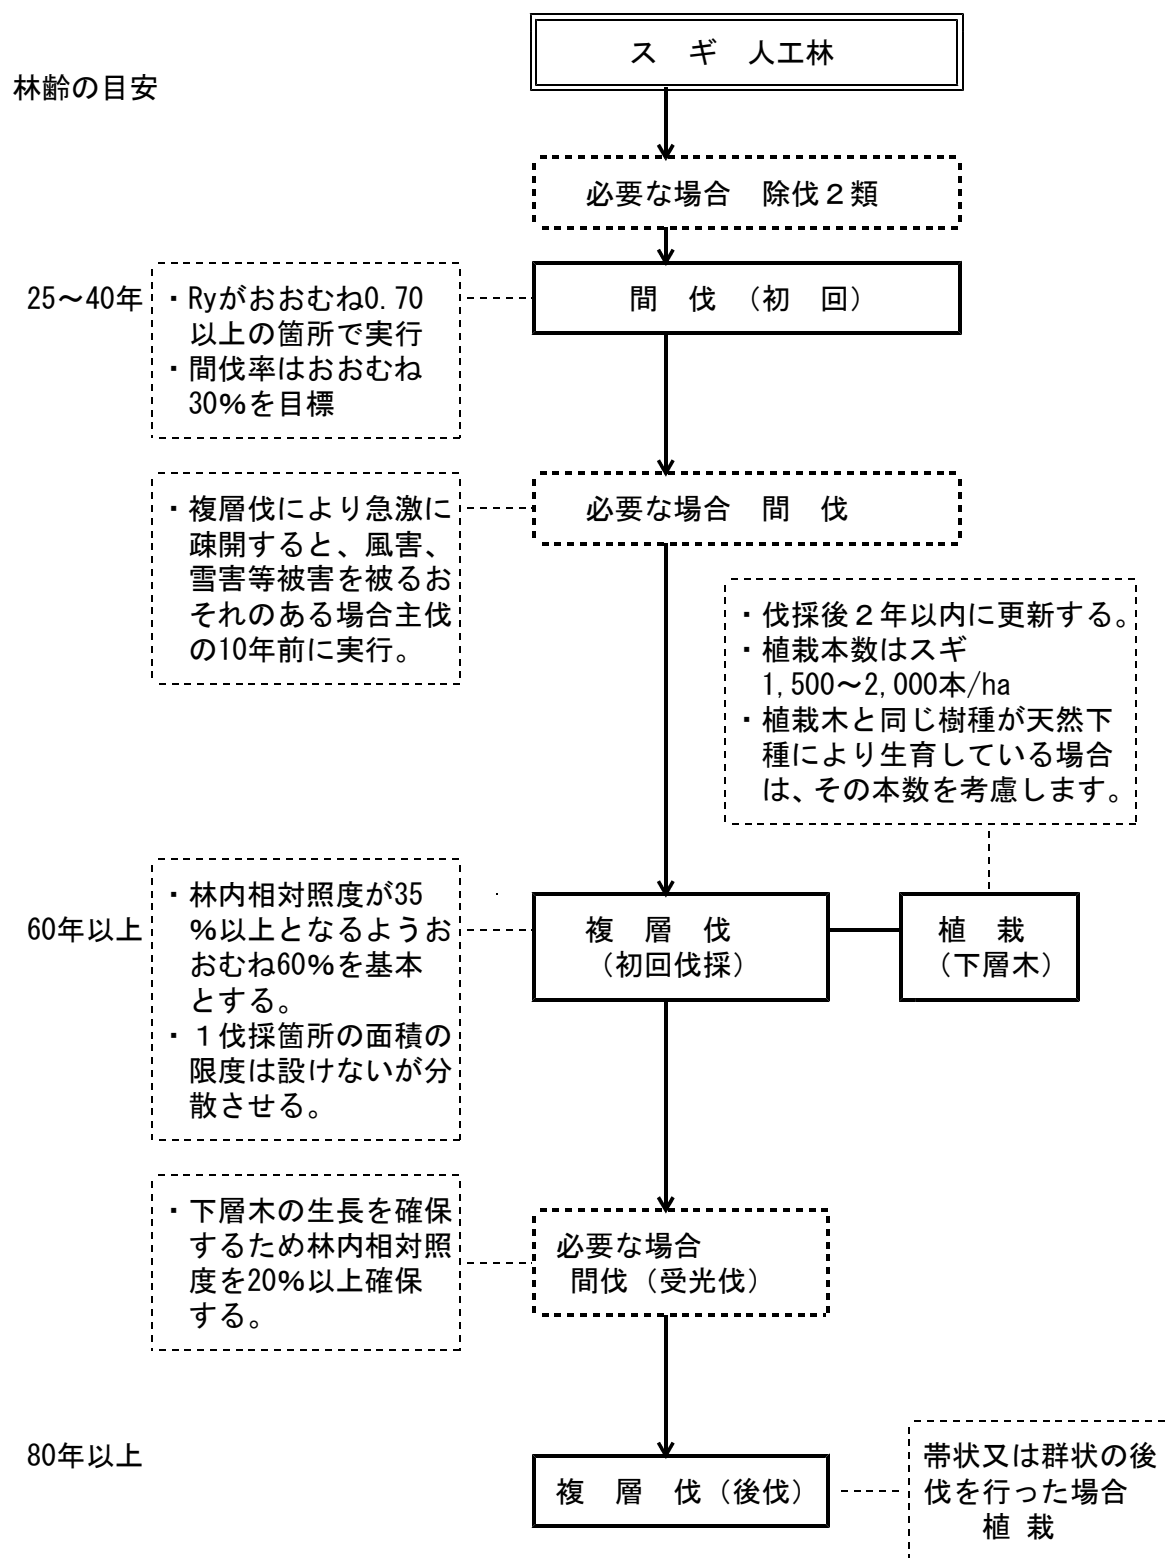 ス　ギ　人工林
林齢の目安
必要な場合　除伐２類
25～40年
・Ryがおおむね0.70
以上の箇所で実行
・間伐率はおおむね
30％を目標
間　伐　（初　回）
・複層伐により急激に
疎開すると、風害、
雪害等被害を被るお
それのある場合主伐
の10年前に実行。
必要な場合　間　伐
・伐採後２年以内に更新する。
・植栽本数はスギ
1,500～2,000本/ha
・植栽木と同じ樹種が天然下
種により生育している場合
は、その本数を考慮します。
60年以上
・林内相対照度が35
％以上となるようお
おむね60％を基本
とする。
・１伐採箇所の面積の
限度は設けないが分
散させる。
複　層　伐
（初回伐採）
植　栽
（下層木）
・下層木の生長を確保
するため林内相対照
度を20％以上確保
する。
必要な場合
間伐（受光伐）
80年以上
複　層　伐（後伐）
帯状又は群状の後
伐を行った場合
植 栽